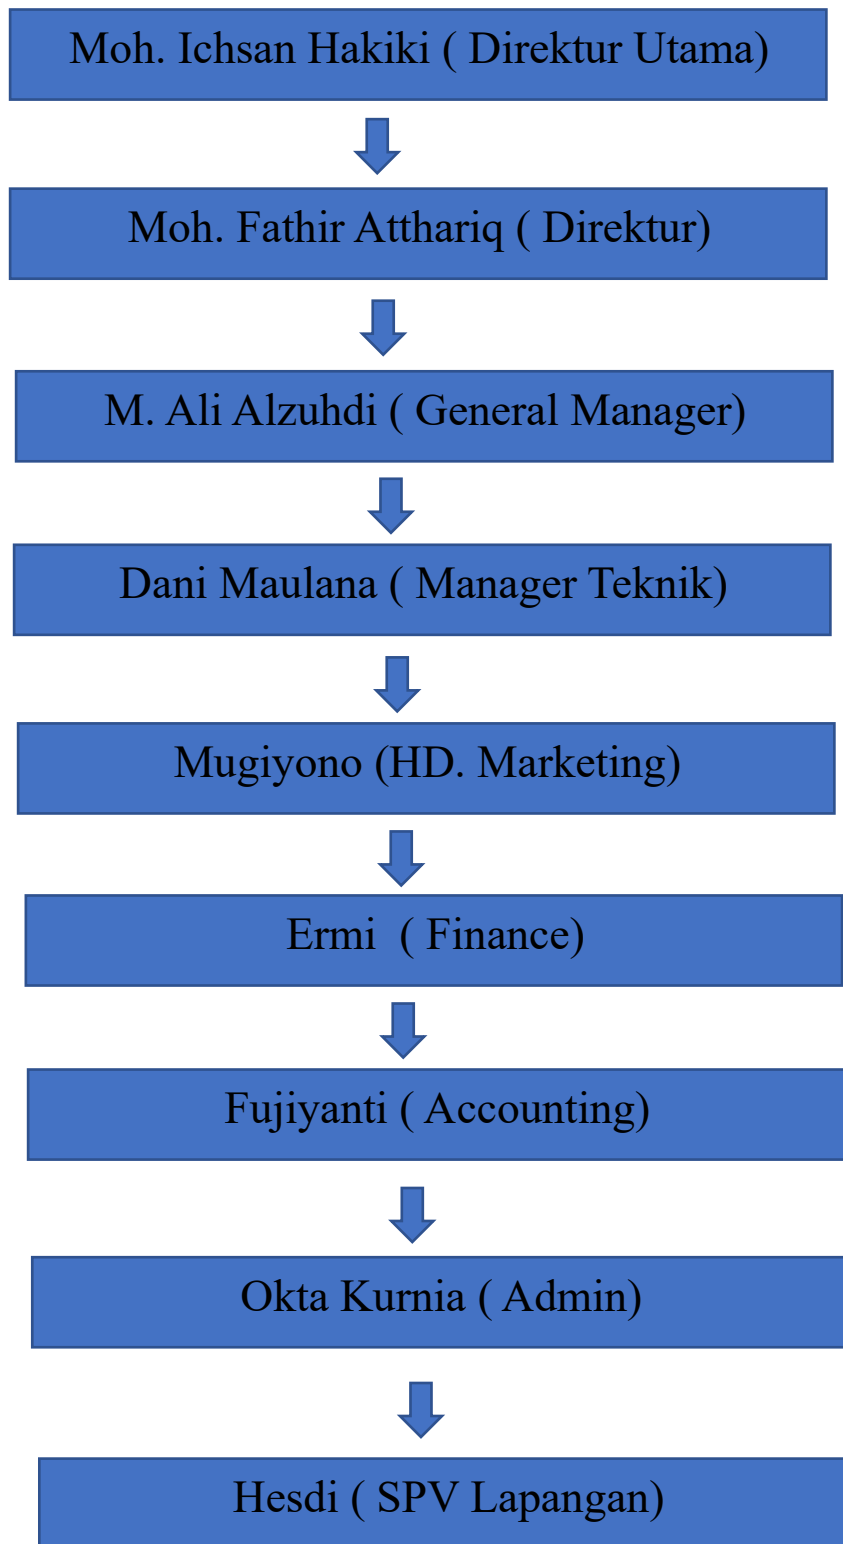 Moh. Ichsan Hakiki ( Direktur Utama)
Moh. Fathir Atthariq ( Direktur)
M. Ali Alzuhdi ( General Manager)
Dani Maulana ( Manager Teknik)
Mugiyono (HD. Marketing)
Ermi  ( Finance)
Fujiyanti ( Accounting)
Okta Kurnia ( Admin)
Hesdi ( SPV Lapangan)